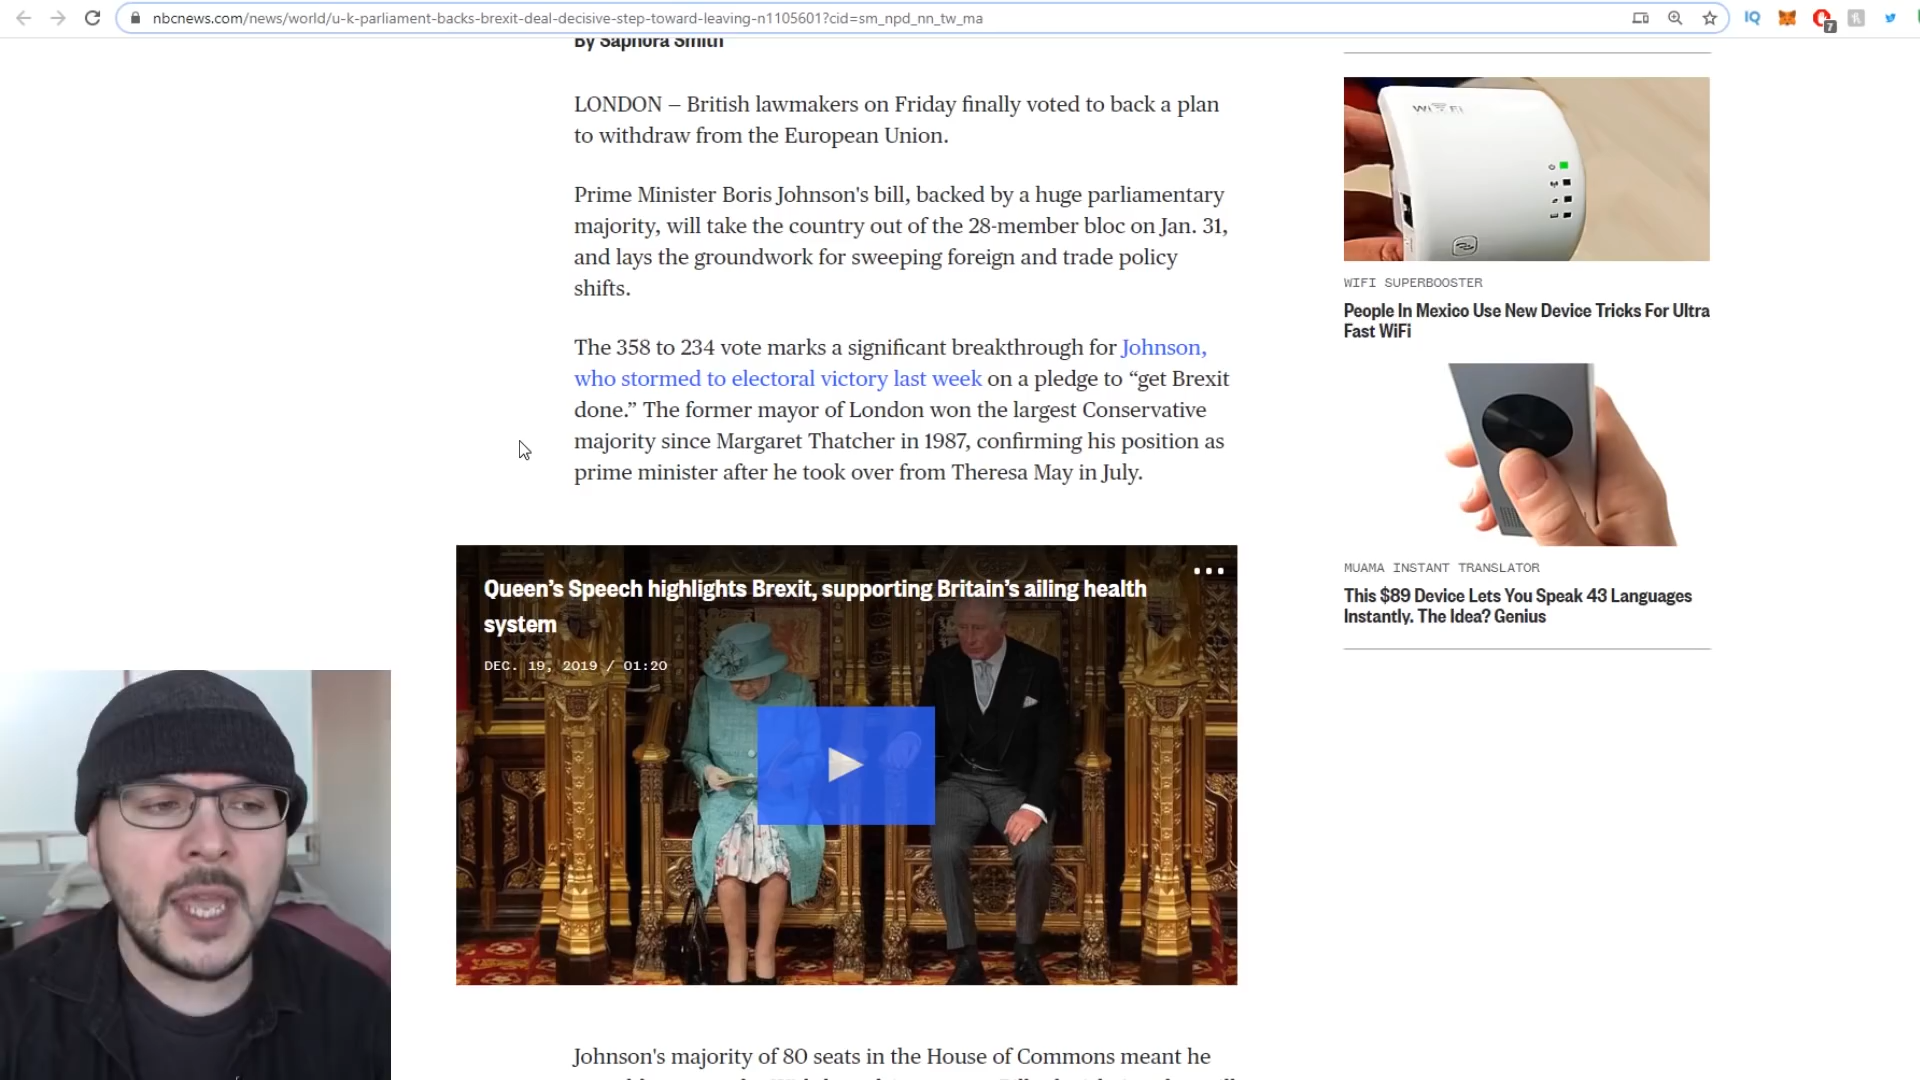 nbcnews.com/news/world/u-k-parliament-backs-brexit-deal-decisive-step-toward-leaving-n1105601?cid=sm_npd_nn_tw_ma
IQ
7
By Saphora Smith
LONDON — British lawmakers on Friday finally voted to back a plan
to withdraw from the European Union.
Prime Minister Boris Johnson's bill, backed by a huge parliamentary
majority, will take the country out of the 28-member bloc on Jan. 31,
and lays the groundwork for sweeping foreign and trade policy
shifts.
The 358 to 234 vote marks a significant breakthrough for Johnson,
who stormed to electoral victory last week on a pledge to “get Brexit
done.” The former mayor of London won the largest Conservative
majority since Margaret Thatcher in 1987, confirming his position as
prime minister after he took over from Theresa May in July.
Queen’s Speech highlights Brexit, supporting Britain’s ailing health
system
DEC. 19, 2019 / 01:20
Johnson's majority of 80 seats in the House of Commons meant he
WiFi
WIFI SUPERBOOSTER
People In Mexico Use New Device Tricks For Ultra
Fast WiFi
MUAMA INSTANT TRANSLATOR
This $89 Device Lets You Speak 43 Languages
Instantly. The Idea? Genius